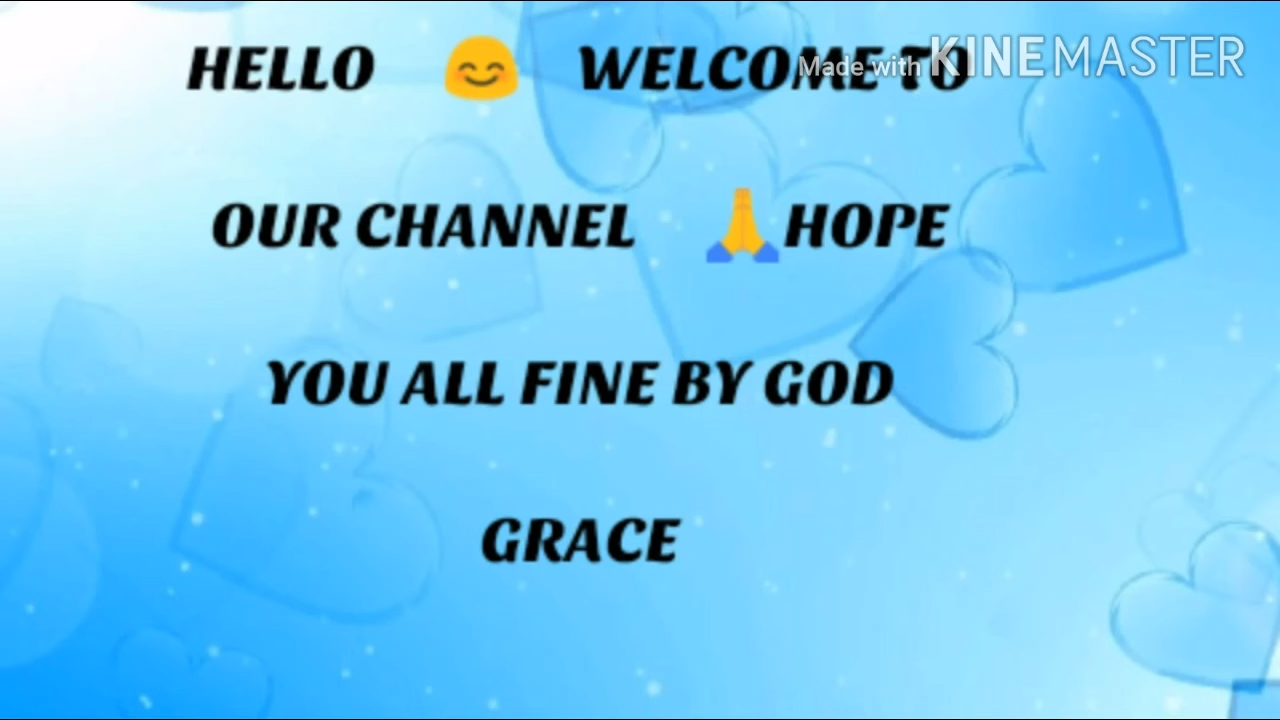 HELLO 😊 WELCOME TO
Made with KINEMASTER
OUR CHANNEL 🙏HOPE
YOU ALL FINE BY GOD
GRACE